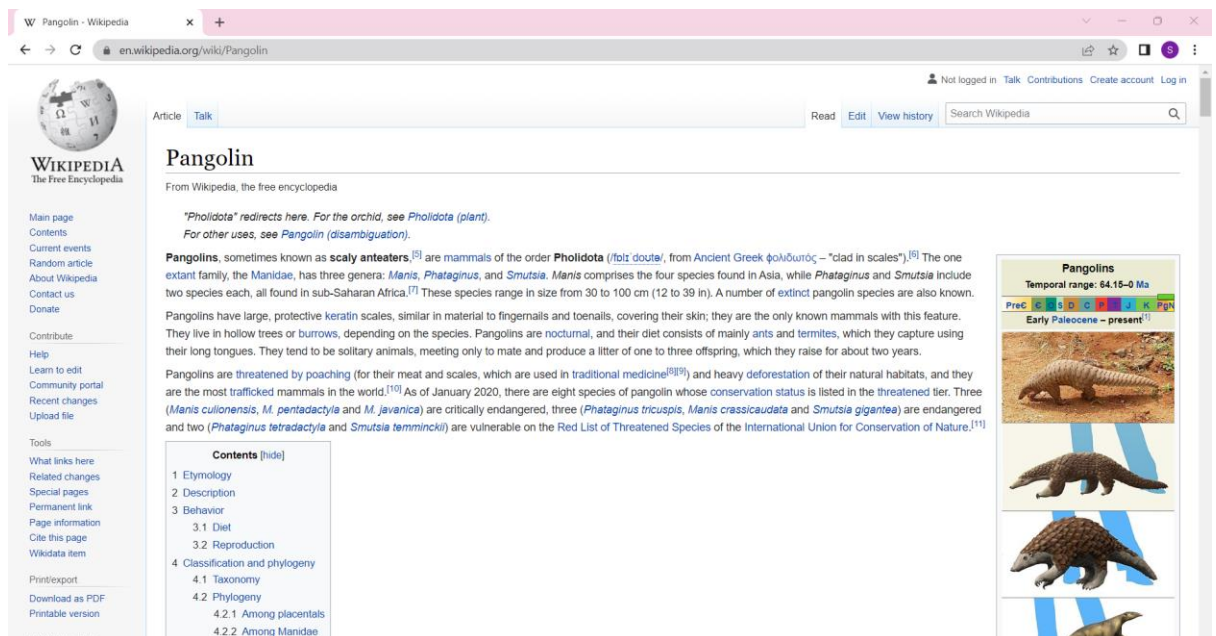 Pangolin - Wikipedia
en.wikipedia.org/wiki/Pangolin
S
Not logged in Talk Contributions Create account Log in
WIKIPEDIA
The Free Encyclopedia
Main page
Contents
Current events
Random article
About Wikipedia
Contact us
Donate
Contribute
Help
Learn to edit
Community portal
Recent changes
Upload file
Tools
What links here
Related changes
Special pages
Permanent link
Page information
Cite this page
Wikidata item
Print/export
Download as PDF
Printable version
Article Talk
Read Edit View history Search Wikipedia
Pangolin
From Wikipedia, the free encyclopedia
"Pholidota" redirects here. For the orchid, see Pholidota (plant).
For other uses, see Pangolin (disambiguation).
Pangolins, sometimes known as scaly anteaters,[5] are mammals of the order Pholidota (/fɒlɪˈdoʊtə/, from Ancient Greek φολιδωτός – "clad in scales").[6] The one
extant family, the Manidae, has three genera: Manis, Phataginus, and Smutsia. Manis comprises the four species found in Asia, while Phataginus and Smutsia include
two species each, all found in sub-Saharan Africa.[7] These species range in size from 30 to 100 cm (12 to 39 in). A number of extinct pangolin species are also known.
Pangolins have large, protective keratin scales, similar in material to fingernails and toenails, covering their skin; they are the only known mammals with this feature.
They live in hollow trees or burrows, depending on the species. Pangolins are nocturnal, and their diet consists of mainly ants and termites, which they capture using
their long tongues. They tend to be solitary animals, meeting only to mate and produce a litter of one to three offspring, which they raise for about two years.
Pangolins are threatened by poaching (for their meat and scales, which are used in traditional medicine[8][9]) and heavy deforestation of their natural habitats, and they
are the most trafficked mammals in the world.[10] As of January 2020, there are eight species of pangolin whose conservation status is listed in the threatened tier. Three
(Manis culionensis, M. pentadactyla and M. javanica) are critically endangered, three (Phataginus tricuspis, Manis crassicaudata and Smutsia gigantea) are endangered
and two (Phataginus tetradactyla and Smutsia temminckii) are vulnerable on the Red List of Threatened Species of the International Union for Conservation of Nature.[11]
Contents [hide]
1 Etymology
2 Description
3 Behavior
3.1 Diet
3.2 Reproduction
4 Classification and phylogeny
4.1 Taxonomy
4.2 Phylogeny
4.2.1 Among placentals
4.2.2 Among Manidae
Pangolins
Temporal range: 64.15–0 Ma
PreꞒ Ꞓ O S D C P T J K PgN
Early Paleocene – present[1]